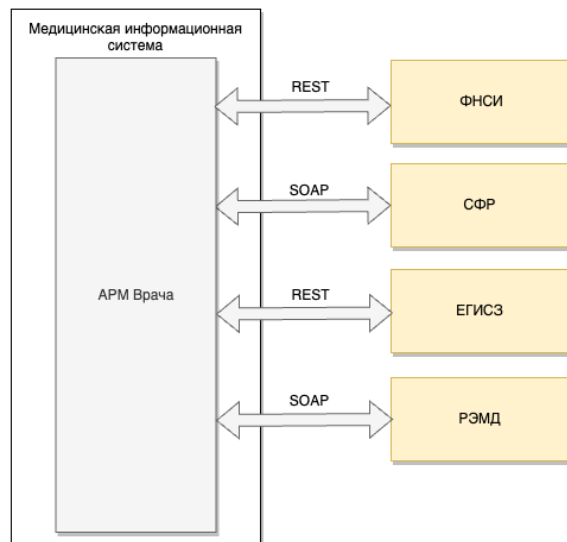 Медицинская информационная
система
REST
ФНСИ
SOAP
СФР
АРМ Врача
REST
ЕГИСЗ
SOAP
РЭМД